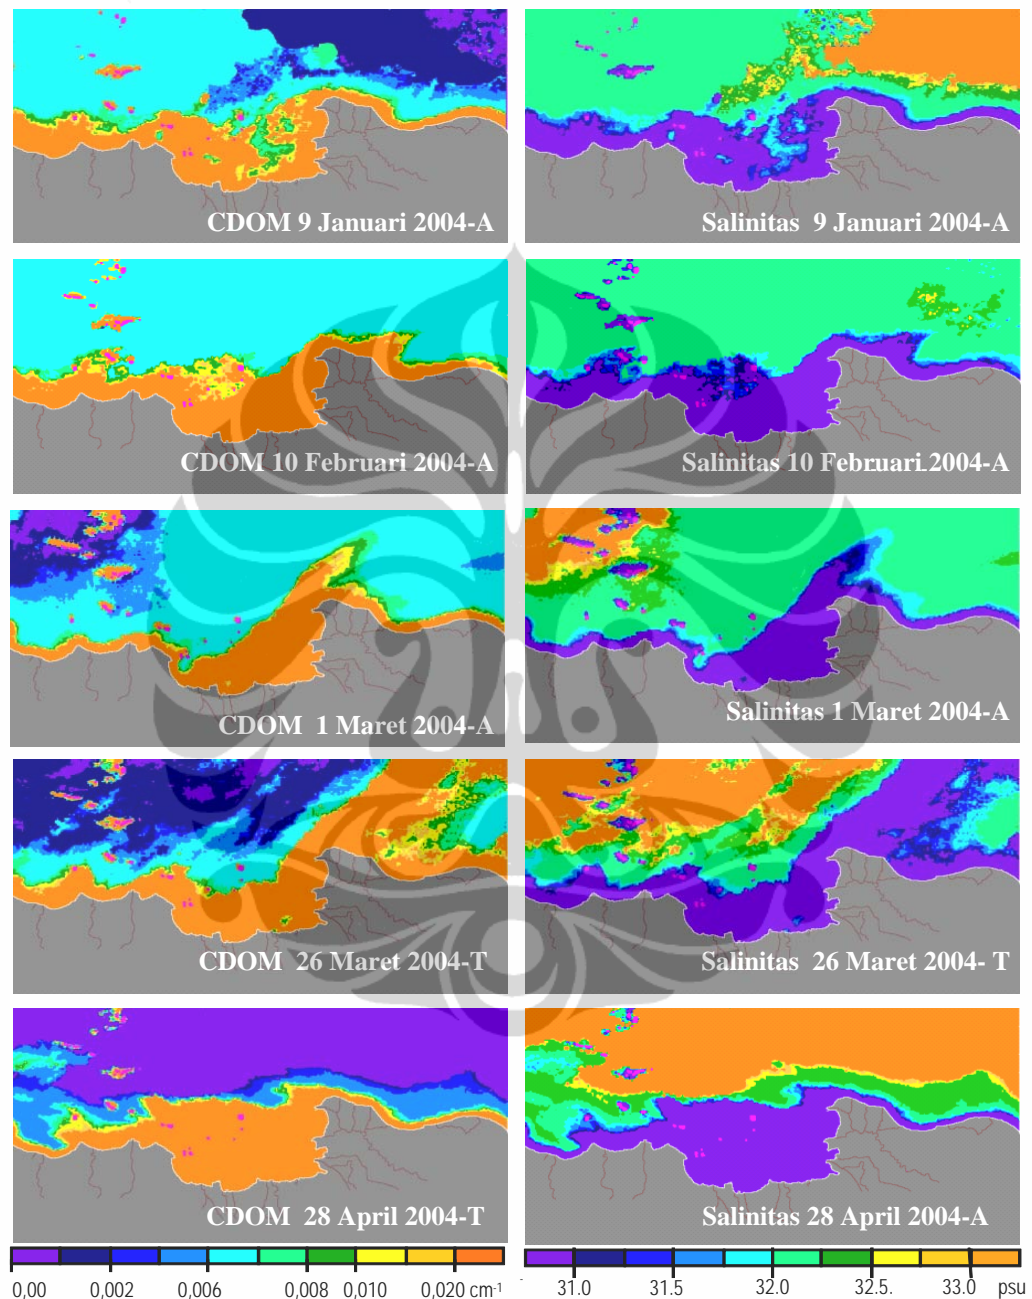 CDOM 9 Januari 2004-A
Salinitas 9 Januari 2004-A
CDOM 10 Februari 2004-A
Salinitas 10 Februari 2004-A
CDOM 1 Maret 2004-A
Salinitas 1 Maret 2004-A
CDOM 26 Maret 2004-T
Salinitas 26 Maret 2004- T
CDOM 28 April 2004-T
Salinitas 28 April 2004-A
0,00 0,002 0,006 0,008 0,010 0,020 cm-1
31.0 31.5 32.0 32.5. 33.0 psu